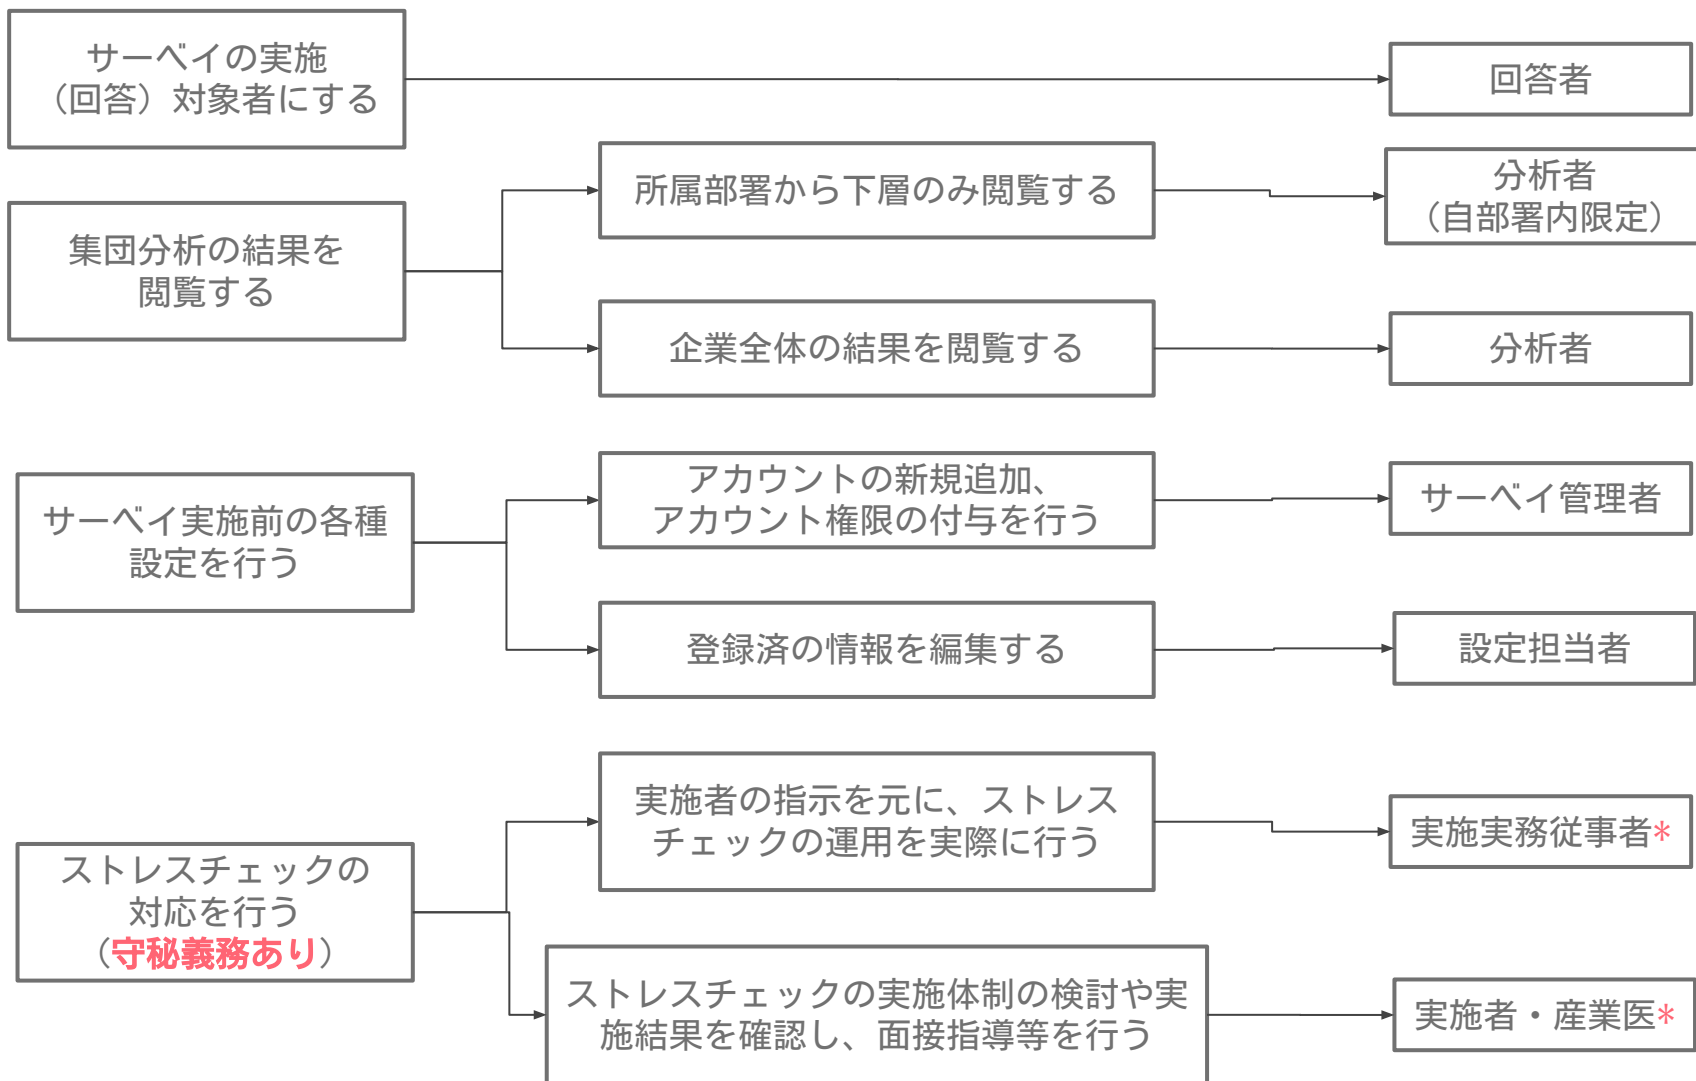 サーベイの実施
（回答）対象者にする
回答者
集団分析の結果を
閲覧する
所属部署から下層のみ閲覧する
分析者
（自部署内限定）
企業全体の結果を閲覧する
分析者
サーベイ実施前の各種
設定を行う
アカウントの新規追加、
アカウント権限の付与を行う
サーベイ管理者
登録済の情報を編集する
設定担当者
ストレスチェックの
対応を行う
（守秘義務あり）
実施者の指示を元に、ストレス
チェックの運用を実際に行う
実施実務従事者*
ストレスチェックの実施体制の検討や実
施結果を確認し、面接指導等を行う
実施者・産業医*